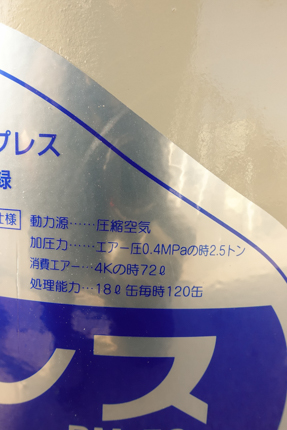 プレス
録
仕様
動力源……圧縮空気
加圧力……エアー圧0.4MPaの時2.5トン
消費エアー…4Kの時72ℓ
処理能力…18ℓ缶毎時120缶
レス